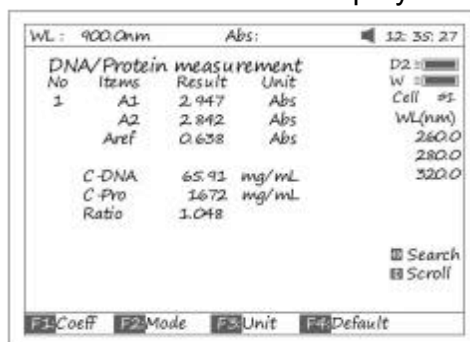 WL: 900.0nm Abs: 12:35:27
DNA/Protein measurement D2:
No Items Result Unit W :
1 A1 2.947 Abs Cell #1
A2 2.842 Abs WL(nm)
Aref 0.638 Abs 260.0
280.0
C-DNA 65.91 mg/mL 320.0
C-Pro 1672 mg/mL
Ratio 1.048
Search
Scroll
F1:Coeff F2:Mode F3:Unit F4:Default